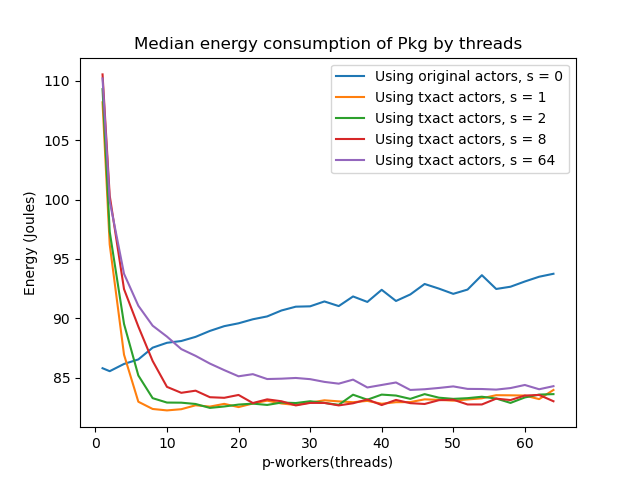 Median energy consumption of Pkg by threads
Using original actors, s = 0
Using txact actors, s = 1
Using txact actors, s = 2
Using txact actors, s = 8
Using txact actors, s = 64
Energy (Joules)
110
105
100
95
90
85
0 10 20 30 40 50 60
p-workers(threads)